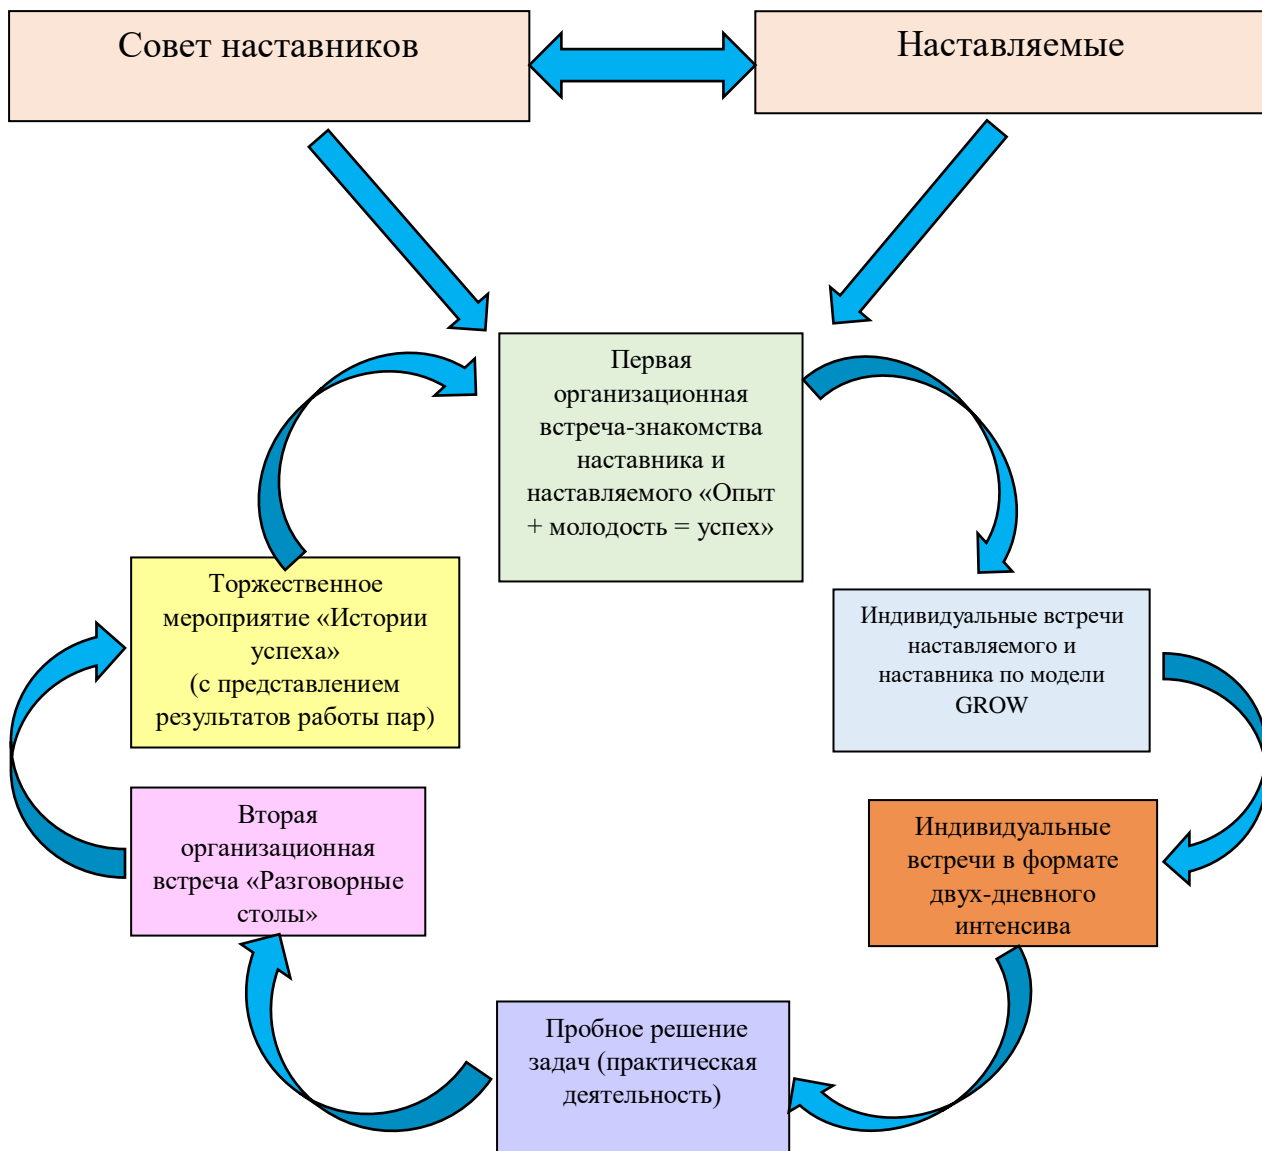 Совет наставников
Наставляемые
Первая
организационная
встреча-знакомства
наставника и
наставляемого «Опыт
+ молодость = успех»
Торжественное
мероприятие «Истории
успеха»
(с представлением
результатов работы пар)
Индивидуальные встречи
наставляемого и
наставника по модели
GROW
Вторая
организационная
встреча «Разговорные
столы»
Индивидуальные
встречи в формате
двух-дневного
интенсива
Пробное решение
задач (практическая
деятельность)